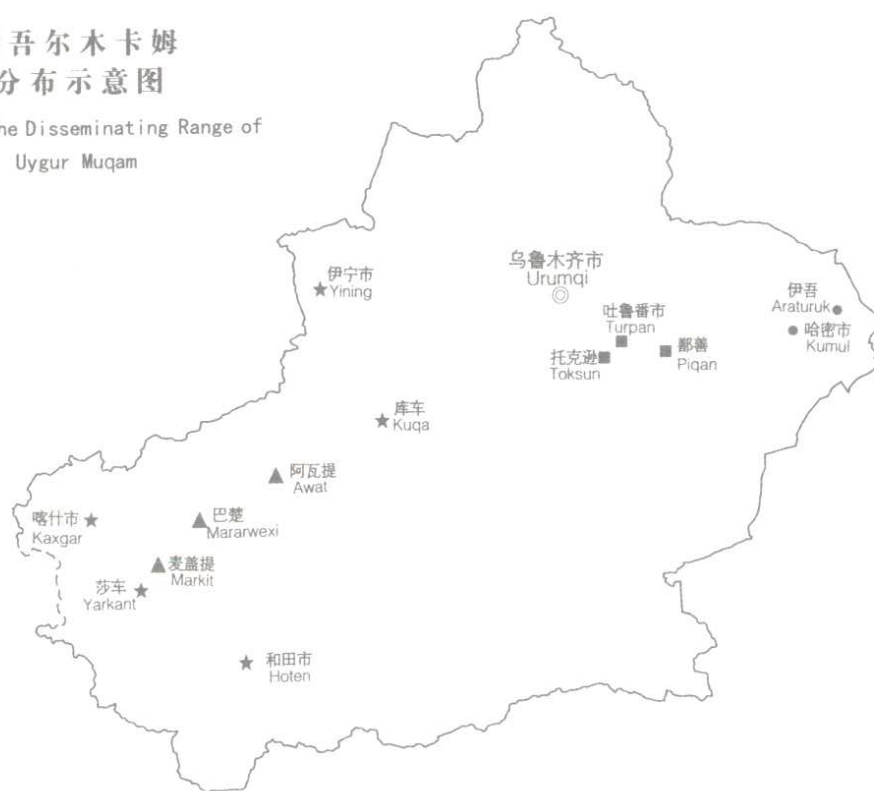 吾尔木卡姆
分布示意图
he Disseminating Range of
Uygur Muqam
伊宁市
Yining
乌鲁木齐市
Urumqi
吐鲁番市
Turpan
托克逊
Toksun
鄯善
Piqan
伊吾
Araturuk
哈密市
Kumul
库车
Kuqa
阿瓦提
Awat
喀什市
Kaxgar
巴楚
Mararwexi
麦盖提
Markit
莎车
Yarkant
和田市
Hoten